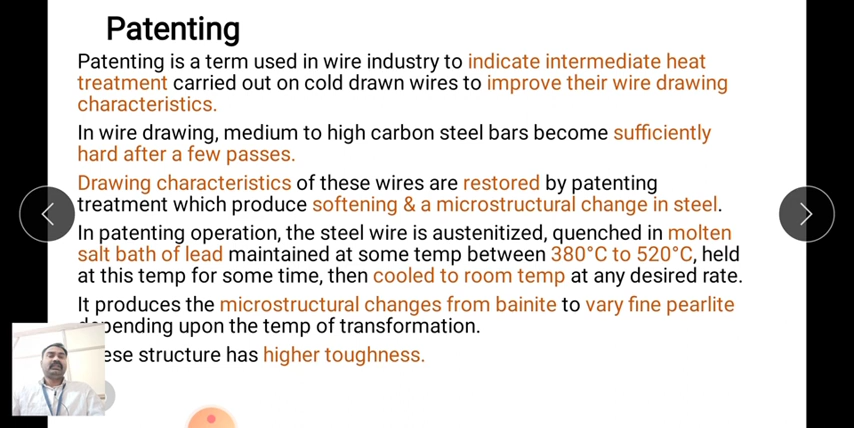 Patenting
Patenting is a term used in wire industry to indicate intermediate heat
treatment carried out on cold drawn wires to improve their wire drawing
characteristics.
In wire drawing, medium to high carbon steel bars become sufficiently
hard after a few passes.
Drawing characteristics of these wires are restored by patenting
treatment which produce softening & a microstructural change in steel.
In patenting operation, the steel wire is austenitized, quenched in molten
salt bath of lead maintained at some temp between 380°C to 520°C, held
at this temp for some time, then cooled to room temp at any desired rate.
It produces the microstructural changes from bainite to vary fine pearlite
depending upon the temp of transformation.
ese structure has higher toughness.